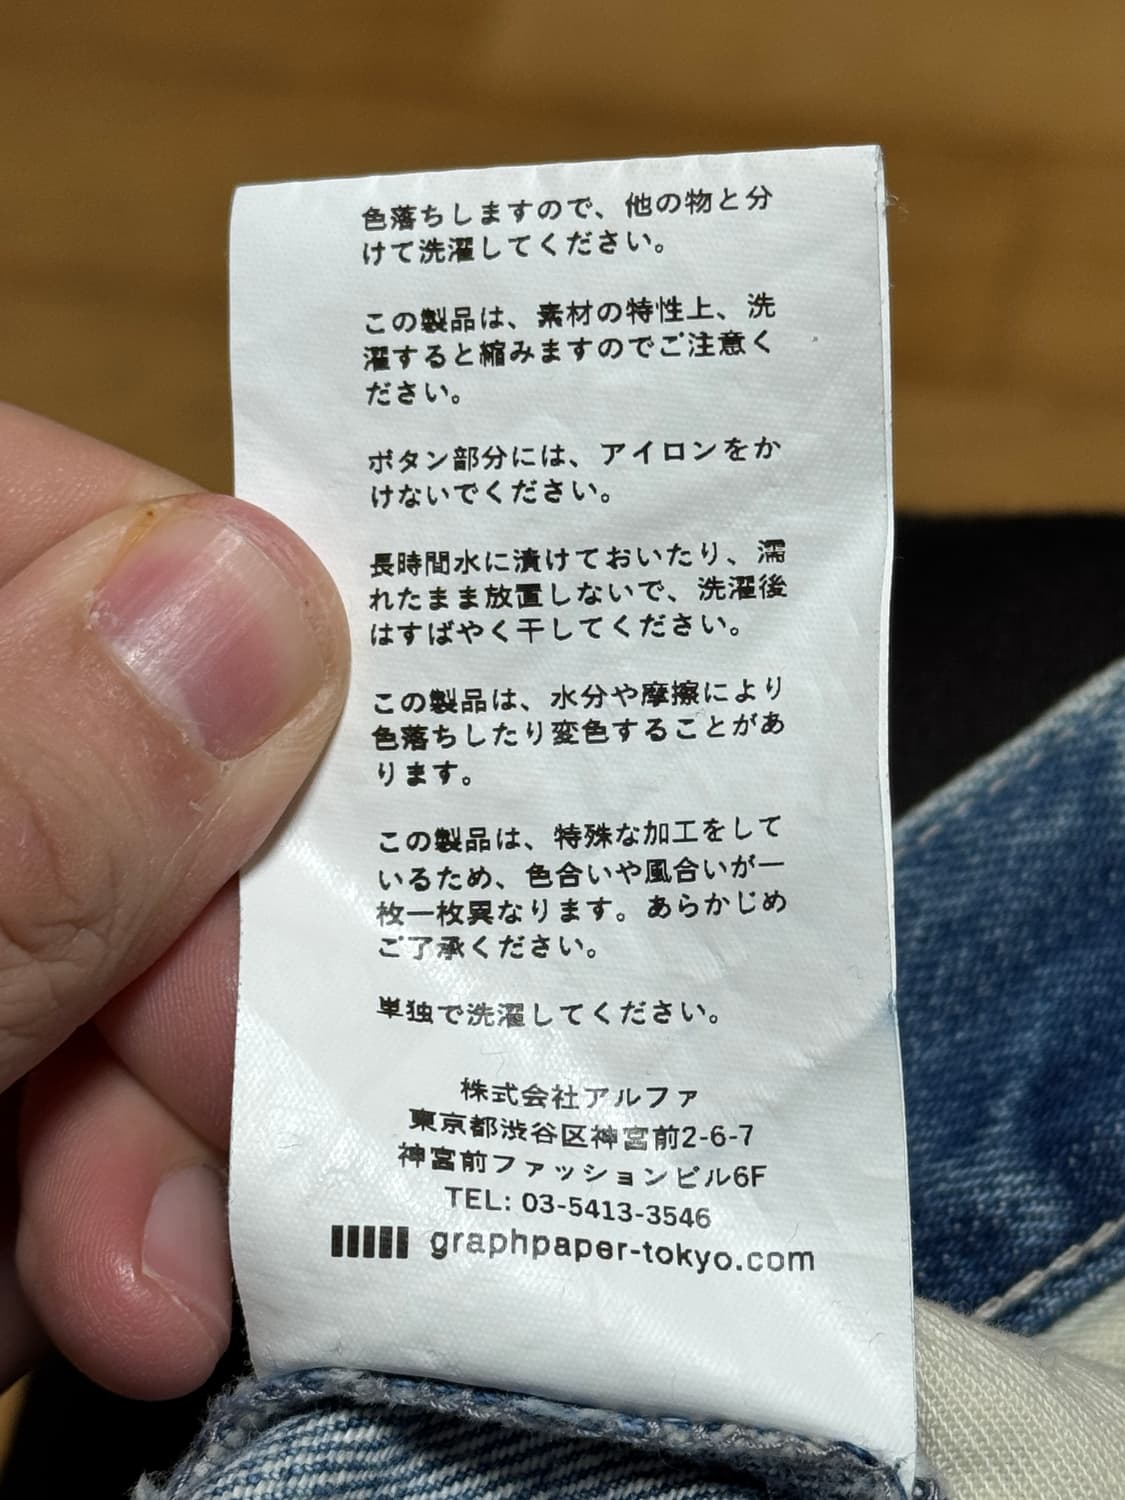 色落ちしますので、他の物と分
けて洗濯してください。
この製品は、素材の特性上、洗
濯すると縮みますのでご注意く
ださい。
ボタン部分には、アイロンをか
けないでください。
長時間水に漬けておいたり、濡
れたまま放置しないで、洗濯後
はすばやく干してください。
この製品は、水分や摩擦により
色落ちしたり変色することがあ
ります。
この製品は、特殊な加工をして
いるため、色合いや風合いが一
枚一枚異なります。あらかじめ
ご了承ください。
単独で洗濯してください。
株式会社アルファ
東京都渋谷区神宮前2-6-7
神宮前ファッションビル6F
TEL: 03-5413-3546
graphpaper-tokyo.com